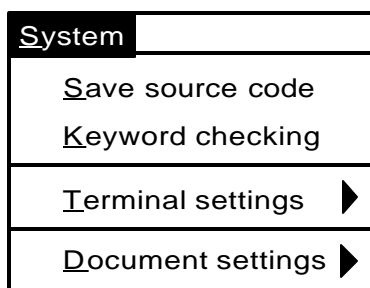 System
Save source code
Keyword checking
Terminal settings
Document settings